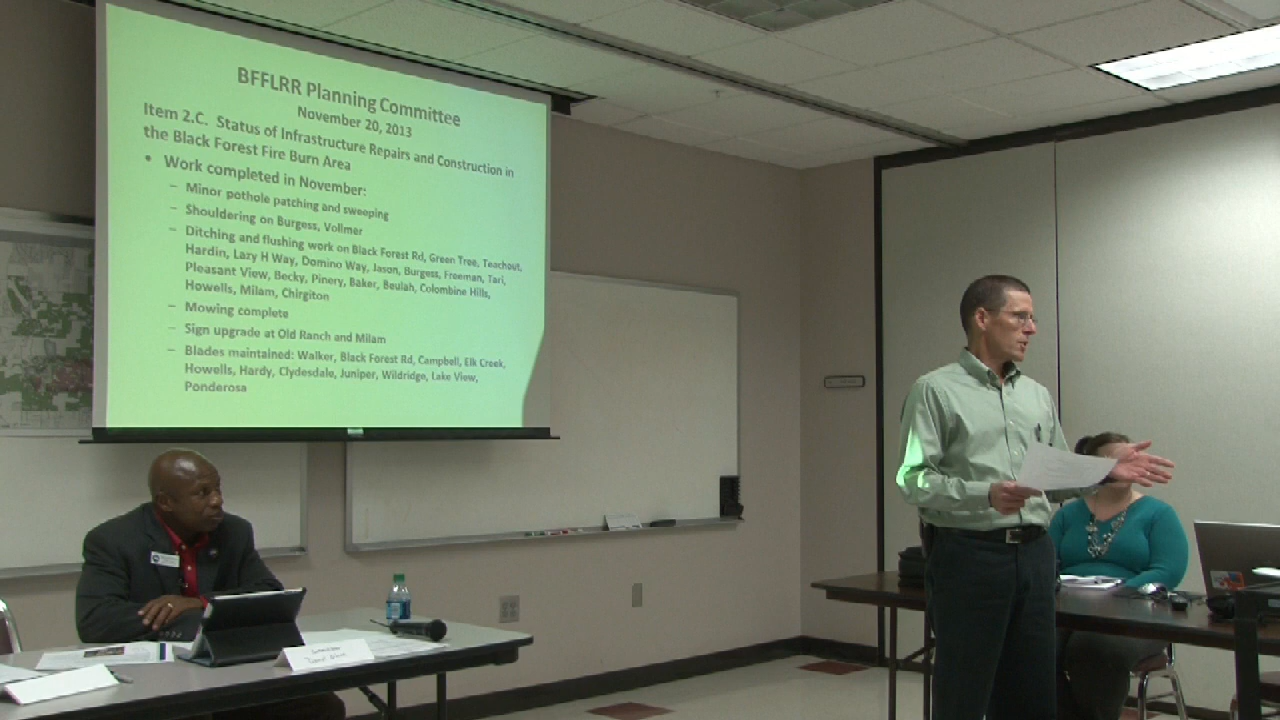 BFFLRR Planning Committee
November 20, 2013
Item 2.C. Status of Infrastructure Repairs and Construction in
the Black Forest Fire Burn Area
• Work completed in November:
– Minor pothole patching and sweeping
– Shouldering on Burgess, Vollmer
– Ditching and flushing work on Black Forest Rd, Green Tree, Teachout,
Hardin, Lazy H Way, Domino Way, Jason, Burgess, Freeman, Tari,
Pleasant View, Becky, Pinery, Baker, Beulah, Colombine Hills,
Howells, Milam, Chirgiton
– Mowing complete
– Sign upgrade at Old Ranch and Milam
– Blades maintained: Walker, Black Forest Rd, Campbell, Elk Creek,
Howells, Hardy, Clydesdale, Juniper, Wildridge, Lake View,
Ponderosa